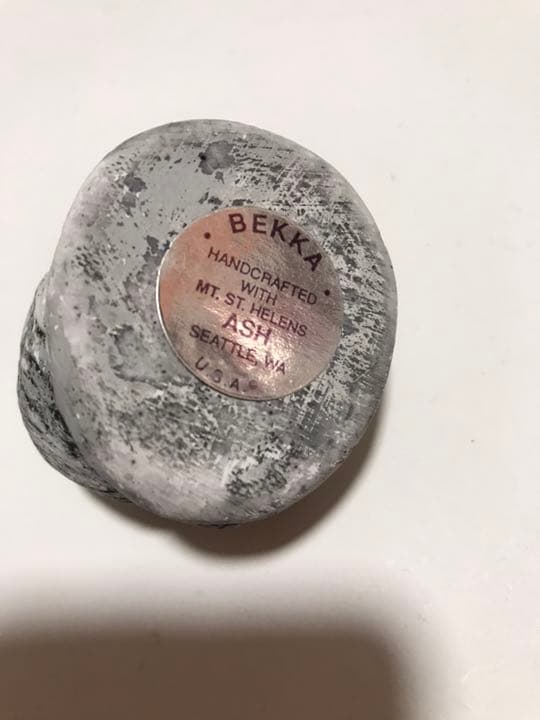 • BEKKA •
HANDCRAFTED
WITH
MT. ST. HELENS
ASH
SEATTLE, WA
U.S.A.©